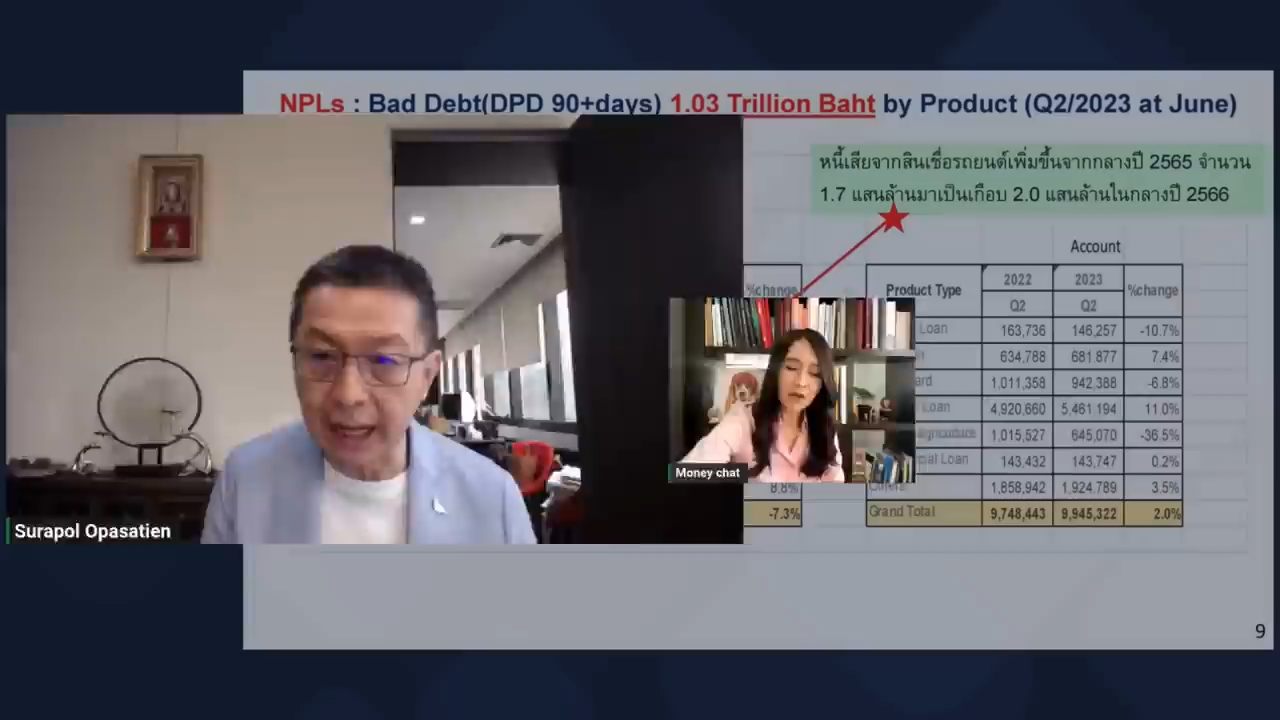 NPLs : Bad Debt(DPD 90+days) 1.03 Trillion Baht by Product (Q2/2023 at June)
หนี้เสียจากสินเชื่อรถยนต์เพิ่มขึ้นจากกลางปี 2565 จำนวน
1.7 แสนล้านมาเป็นเกือบ 2.0 แสนล้านในกลางปี 2566
Account
%change Product Type 2022 2023 %change
Q2 Q2
Loan 163,736 146,257 -10.7%
634,788 681,877 7.4%
1,011,358 942,388 -6.8%
Loan 4,920,660 5,461,194 11.0%
1,015,527 645,070 -36.5%
Loan 143,432 143,747 0.2%
8.8% 1,858,942 1,924,789 3.5%
-7.3% Grand Total 9,748,443 9,945,322 2.0%
Money chat
Surapol Opasatien
9